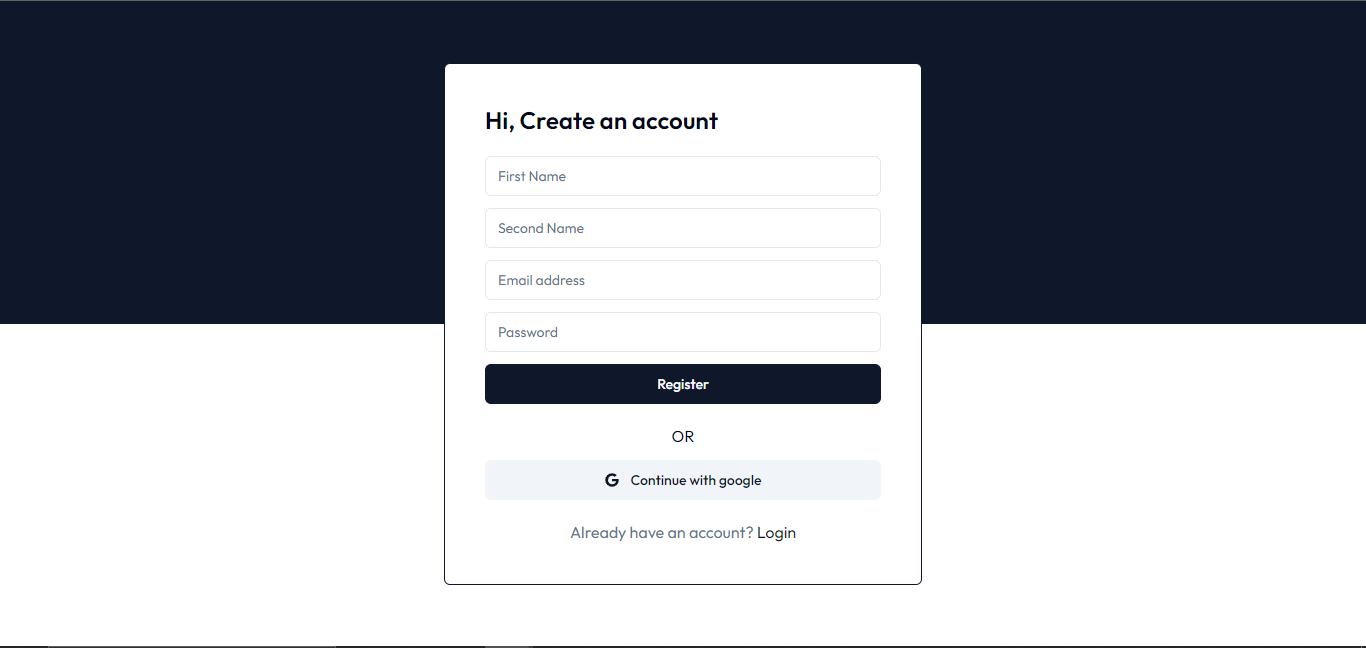 Hi, Create an account
First Name
Second Name
Email address
Password
Register
OR
Continue with google
Already have an account? Login